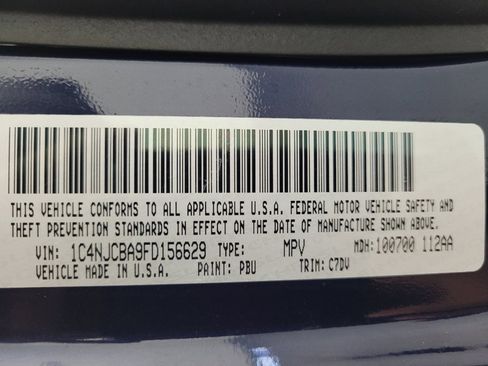 THIS VEHICLE CONFORMS TO ALL APPLICABLE U.S.A. FEDERAL MOTOR VEHICLE SAFETY AND
THEFT PREVENTION STANDARDS IN EFFECT ON THE DATE OF MANUFACTURE SHOWN ABOVE.
VIN: 1C4NJCBA9FD156629 TYPE: MPV MDH: 100700 112AA
VEHICLE MADE IN U.S.A. PAINT: PBU TRIM: C7DV